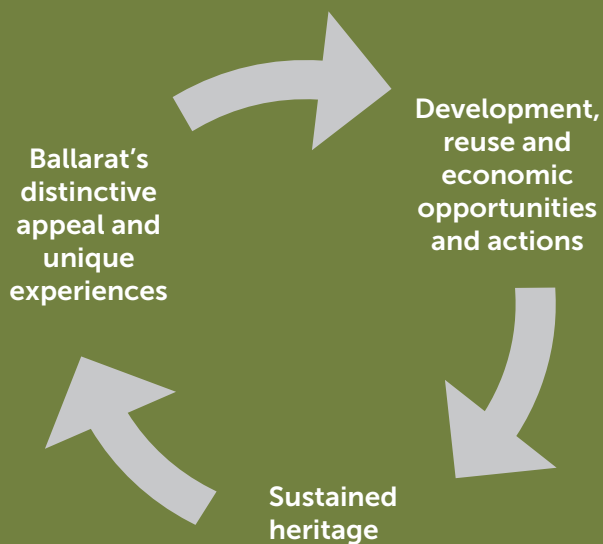 Ballarat’s
distinctive
appeal and
unique
experiences
Development,
reuse and
economic
opportunities
and actions
Sustained
heritage